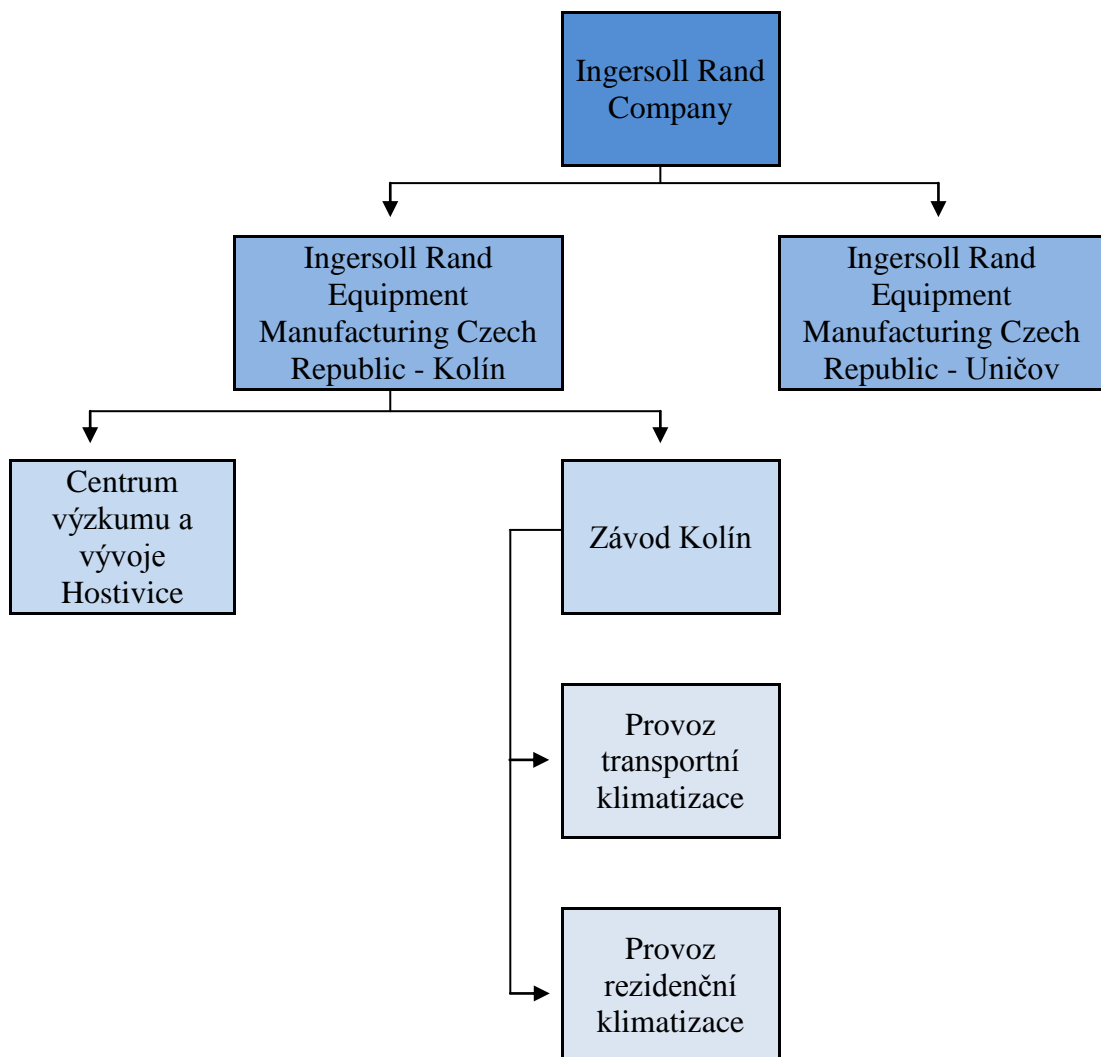 Ingersoll Rand
Company
Ingersoll Rand
Equipment
Manufacturing Czech
Republic - Kolín
Ingersoll Rand
Equipment
Manufacturing Czech
Republic - Uničov
Centrum
výzkumu a
vývoje
Hostivice
Závod Kolín
Provoz
transportní
klimatizace
Provoz
rezidenční
klimatizace